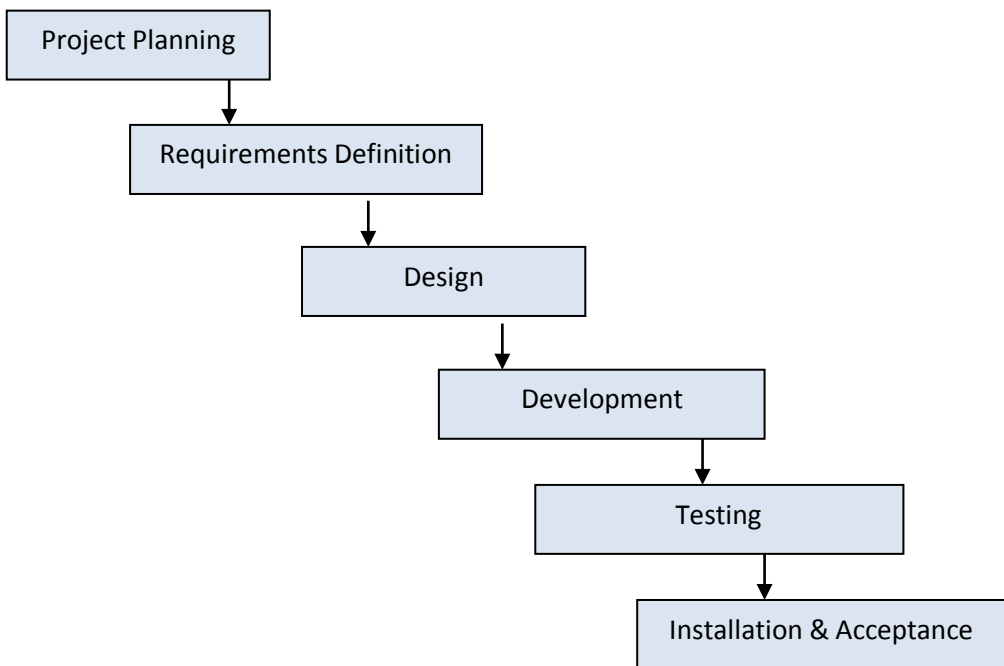 Project Planning
Requirements Definition
Design
Development
Testing
Installation & Acceptance